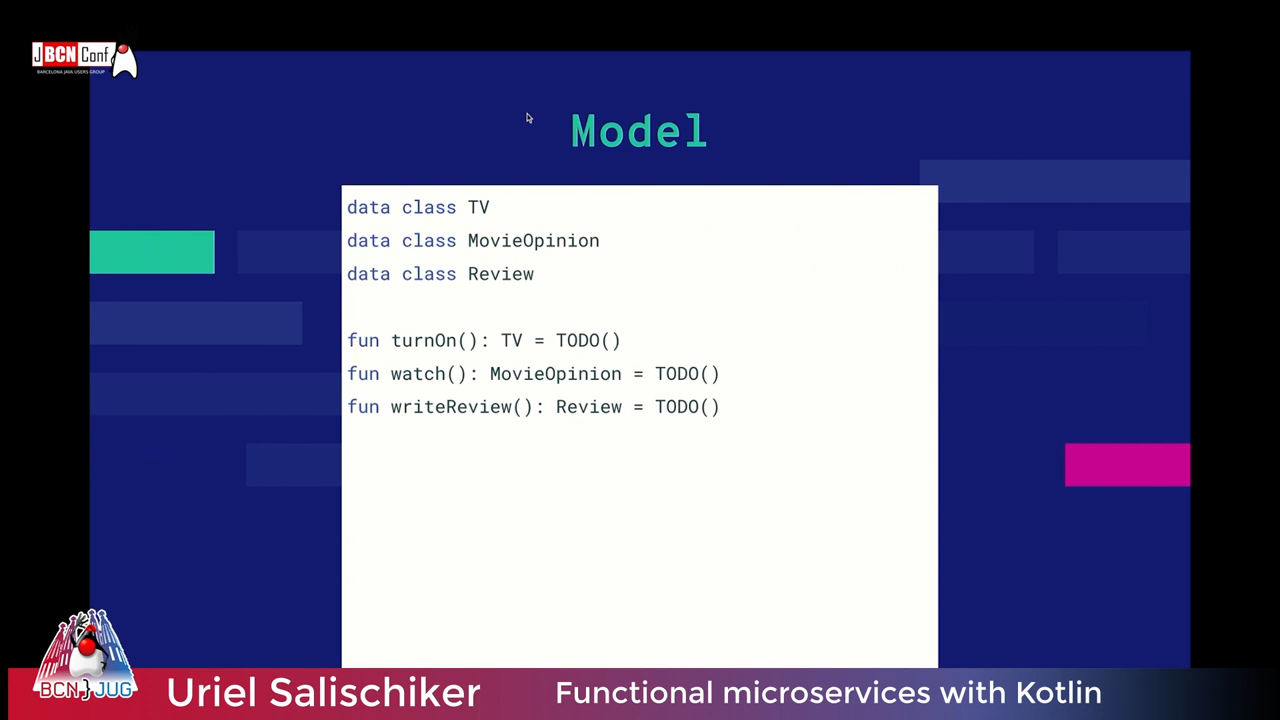 JBCNConf
BARCELONA JAVA USERS GROUP
Model
data class TV
data class MovieOpinion
data class Review
fun turnOn(): TV = TODO()
fun watch(): MovieOpinion = TODO()
fun writeReview(): Review = TODO()
BCN JUG
Uriel Salischiker
Functional microservices with Kotlin